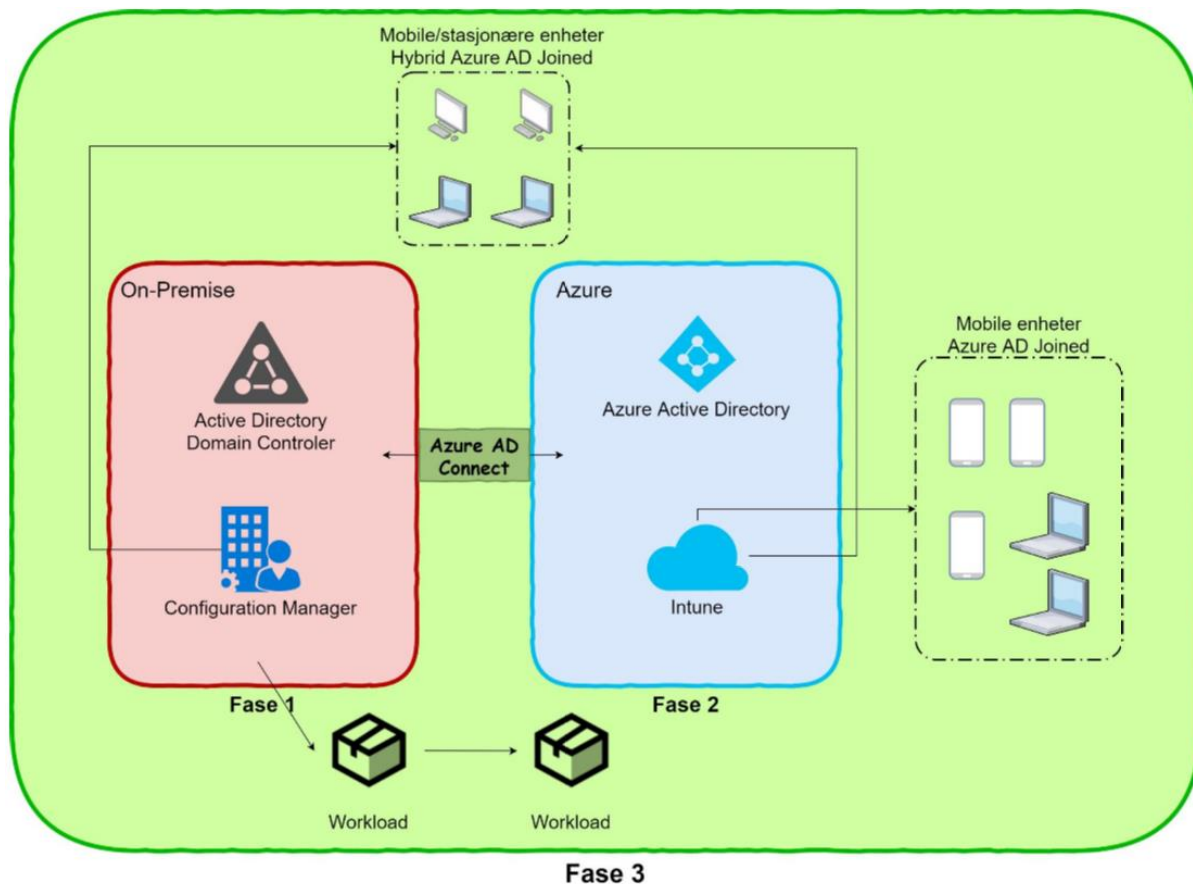 Mobile/stasjonære enheter
Hybrid Azure AD Joined
On-Premise
Azure
Active Directory
Domain Controler
Azure Active Directory
Azure AD
Connect
Mobile enheter
Azure AD Joined
Configuration Manager
Intune
Fase 1
Fase 2
Workload
Workload
Fase 3